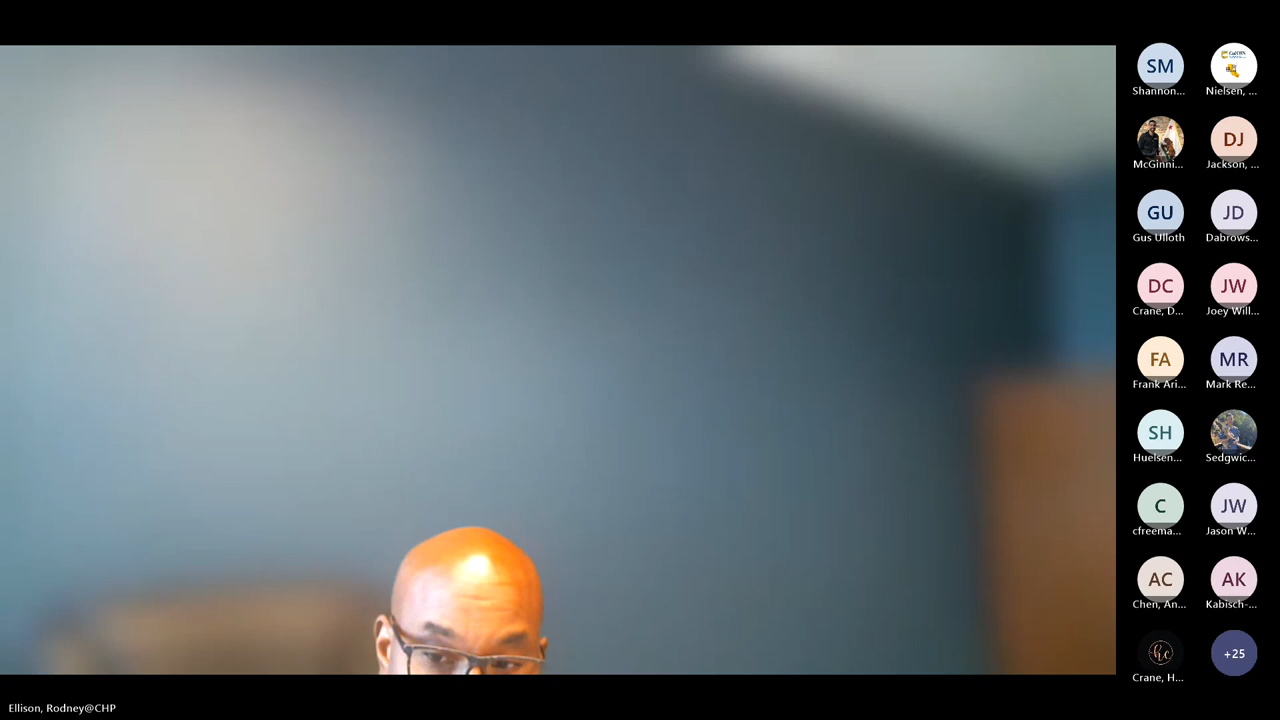 SM
Shannon...
Nielsen, ...
McGinni...
DJ
Jackson, ...
GU
Gus Ulloth
JD
Dabrows...
DC
Crane, D...
JW
Joey Will...
FA
Frank Ari...
MR
Mark Re...
SH
Huelsen...
Sedgwic...
C
cfreema...
JW
Jason W...
AC
Chen, An...
AK
Kabisch-...
hc
Crane, H...
+25
Ellison, Rodney@CHP